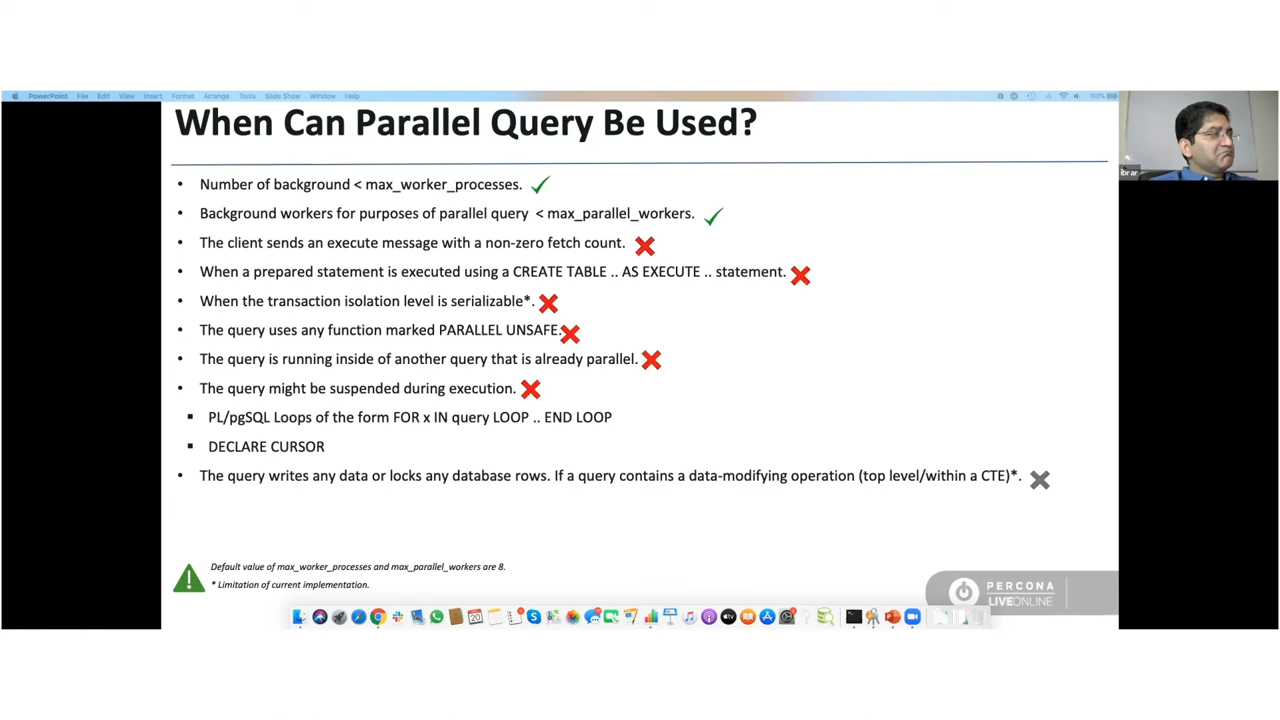 PowerPoint File Edit View Insert Format Arrange Tools Slide Show Window Help
100%
When Can Parallel Query Be Used?
ibrar
• Number of background < max_worker_processes.
• Background workers for purposes of parallel query < max_parallel_workers.
• The client sends an execute message with a non-zero fetch count.
• When a prepared statement is executed using a CREATE TABLE .. AS EXECUTE .. statement.
• When the transaction isolation level is serializable*.
• The query uses any function marked PARALLEL UNSAFE.
• The query is running inside of another query that is already parallel.
• The query might be suspended during execution.
▪ PL/pgSQL Loops of the form FOR x IN query LOOP .. END LOOP
▪ DECLARE CURSOR
• The query writes any data or locks any database rows. If a query contains a data-modifying operation (top level/within a CTE)*.
Default value of max_worker_processes and max_parallel_workers are 8.
* Limitation of current implementation.
PERCONA
LIVEONLINE
20
tv